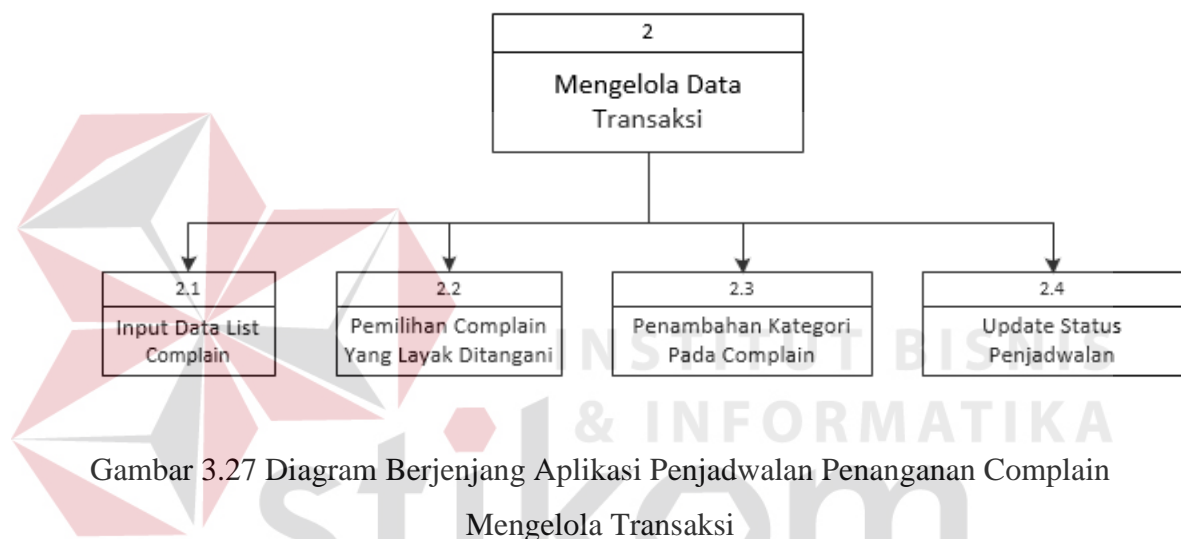 2
Mengelola Data
Transaksi
2.1
Input Data List
Complain
2.2
Pemilihan Complain
Yang Layak Ditangani
2.3
Penambahan Kategori
Pada Complain
2.4
Update Status
Penjadwalan
INSTITUT BISNIS
& INFORMATIKA
stikom
Gambar 3.27 Diagram Berjenjang Aplikasi Penjadwalan Penanganan Complain
Mengelola Transaksi